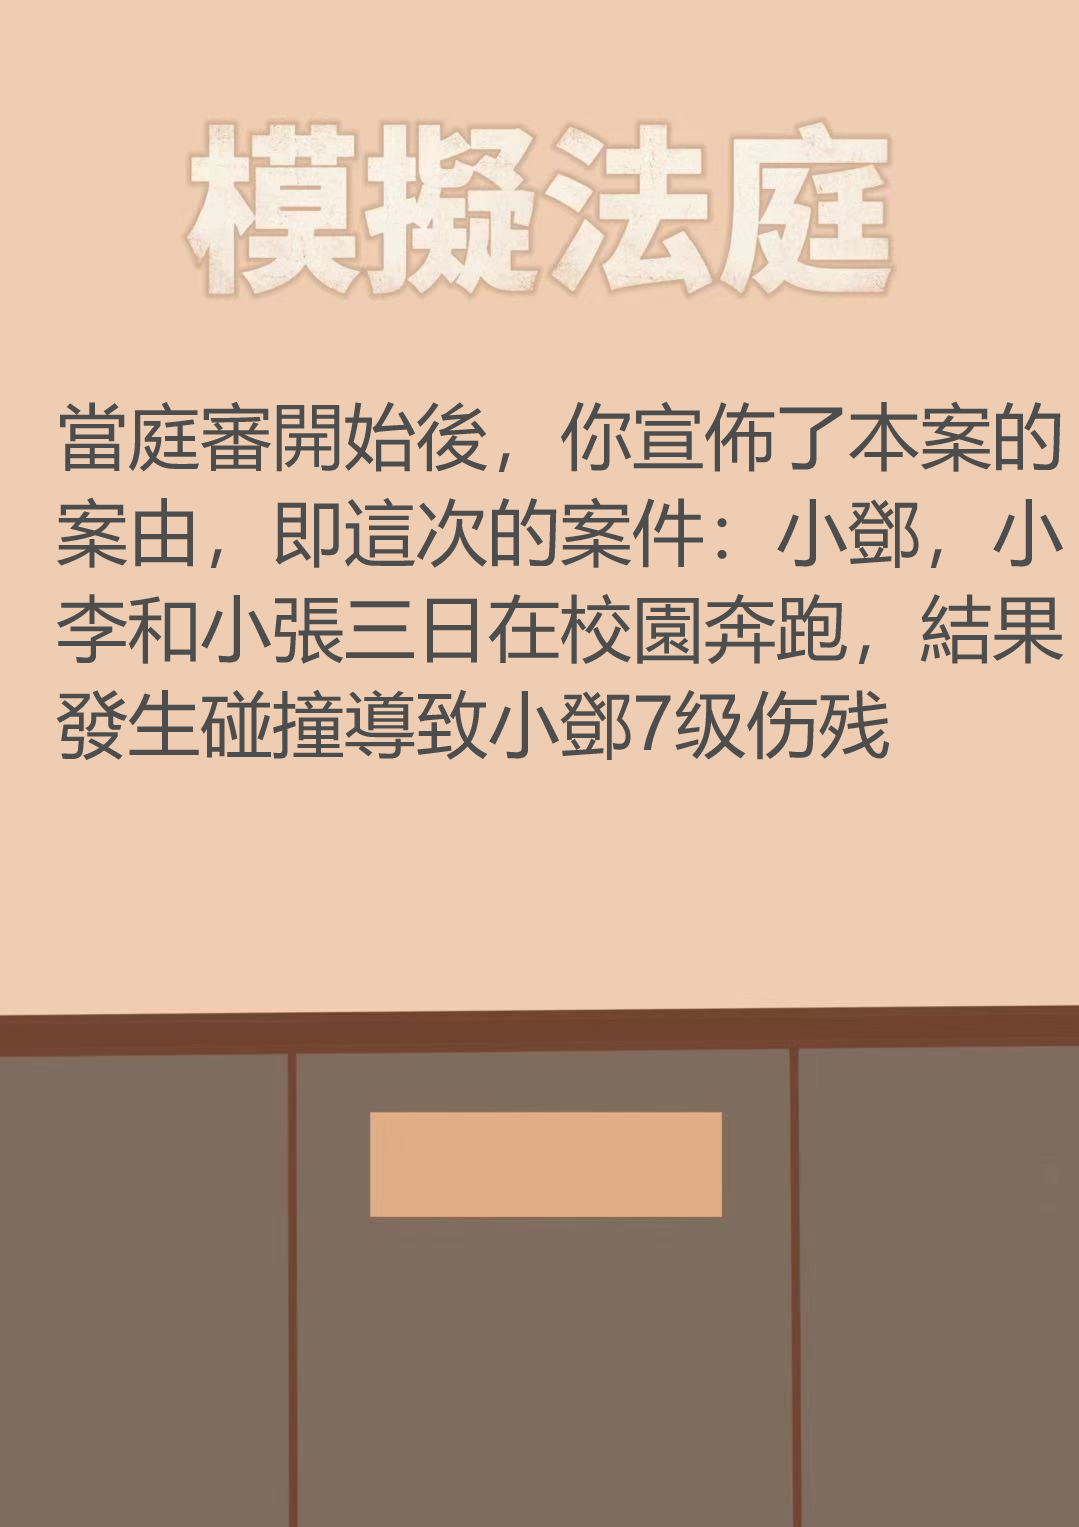 模擬法庭
當庭審開始後，你宣佈了本案的
案由，即這次的案件：小鄧，小
李和小張三日在校園奔跑，結果
發生碰撞導致小鄧7级伤残